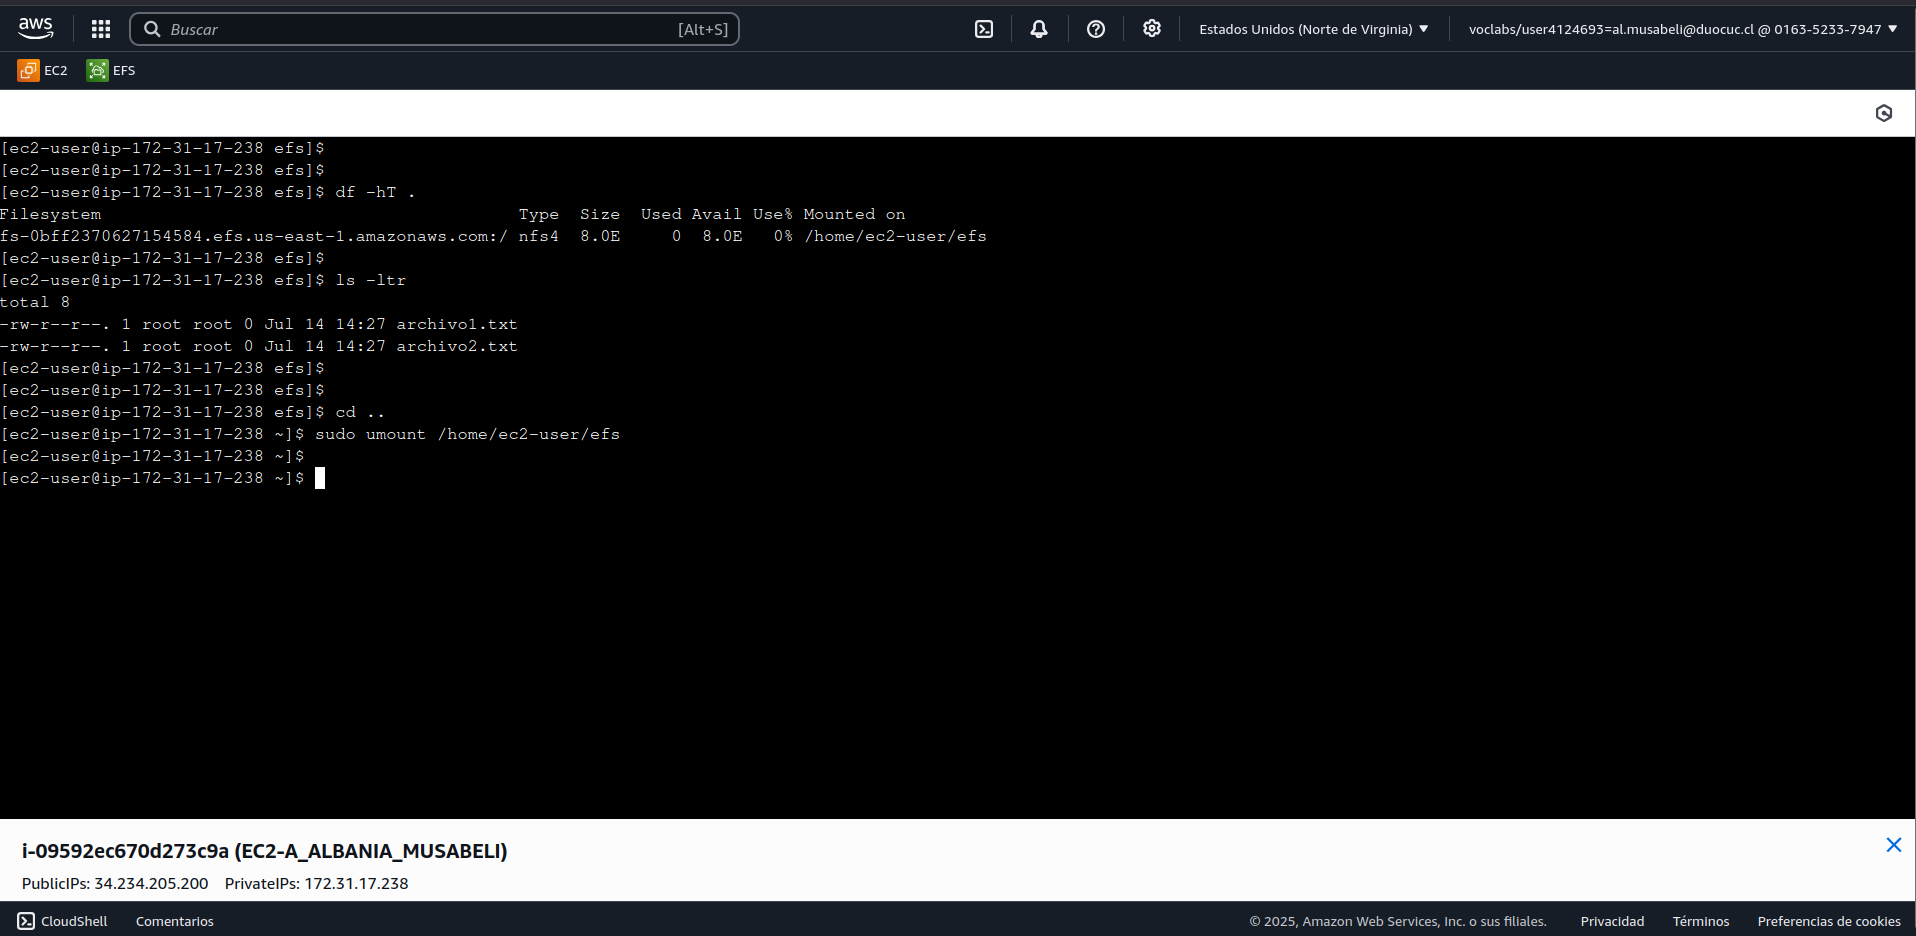 aws
Buscar [Alt+S]
Estados Unidos (Norte de Virginia)
voclabs/user4124693=al.musabeli@duocuc.cl @ 0163-5233-7947
EC2 EFS
[ec2-user@ip-172-31-17-238 efs]$
[ec2-user@ip-172-31-17-238 efs]$
[ec2-user@ip-172-31-17-238 efs]$ df -hT .
Filesystem Type Size Used Avail Use% Mounted on
fs-0bff2370627154584.efs.us-east-1.amazonaws.com:/ nfs4 8.0E 0 8.0E 0% /home/ec2-user/efs
[ec2-user@ip-172-31-17-238 efs]$
[ec2-user@ip-172-31-17-238 efs]$ ls -ltr
total 8
-rw-r--r--. 1 root root 0 Jul 14 14:27 archivo1.txt
-rw-r--r--. 1 root root 0 Jul 14 14:27 archivo2.txt
[ec2-user@ip-172-31-17-238 efs]$
[ec2-user@ip-172-31-17-238 efs]$
[ec2-user@ip-172-31-17-238 efs]$ cd ..
[ec2-user@ip-172-31-17-238 ~]$ sudo umount /home/ec2-user/efs
[ec2-user@ip-172-31-17-238 ~]$
[ec2-user@ip-172-31-17-238 ~]$
i-09592ec670d273c9a (EC2-A_ALBANIA_MUSABELI)
PublicIPs: 34.234.205.200 PrivateIPs: 172.31.17.238
CloudShell Comentarios © 2025, Amazon Web Services, Inc. o sus filiales. Privacidad Términos Preferencias de cookies